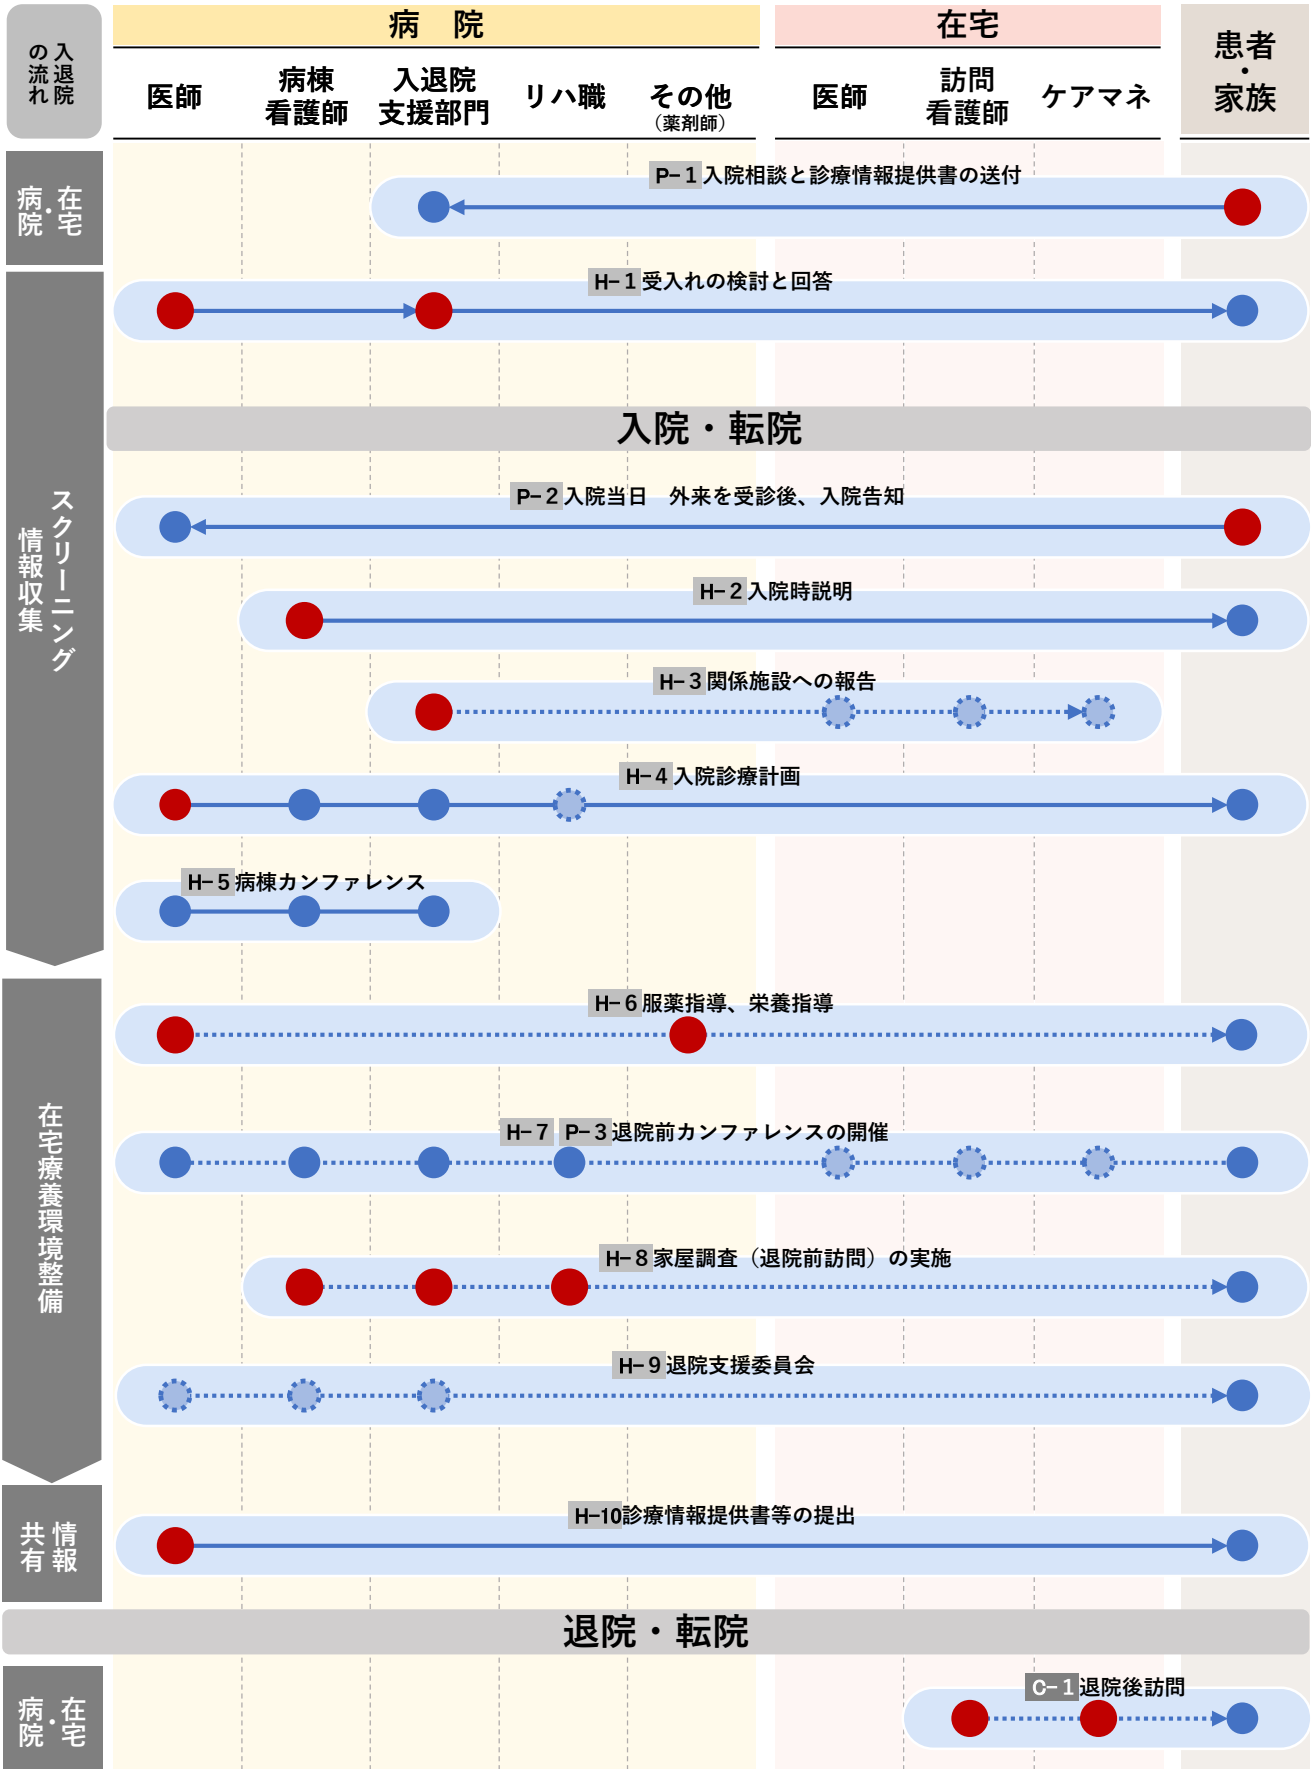 入退院
の流れ
病　院
在宅
患者
・
家族
医師
病棟
看護師
入退院
支援部門
リハ職
その他
（薬剤師）
医師
訪問
看護師
ケアマネ
在宅・
病院
P−１入院相談と診療情報提供書の送付
H−１受入れの検討と回答
スクリーニング
情報収集
入院・転院
P−２入院当日　外来を受診後、入院告知
H−２入院時説明
H−３関係施設への報告
H−４入院診療計画
H−５病棟カンファレンス
在宅療養環境整備
H−６服薬指導、栄養指導
H−７ P−３退院前カンファレンスの開催
H−８家屋調査（退院前訪問）の実施
H−９退院支援委員会
情報
共有
H−10診療情報提供書等の提出
退院・転院
在宅・
病院
C−１退院後訪問